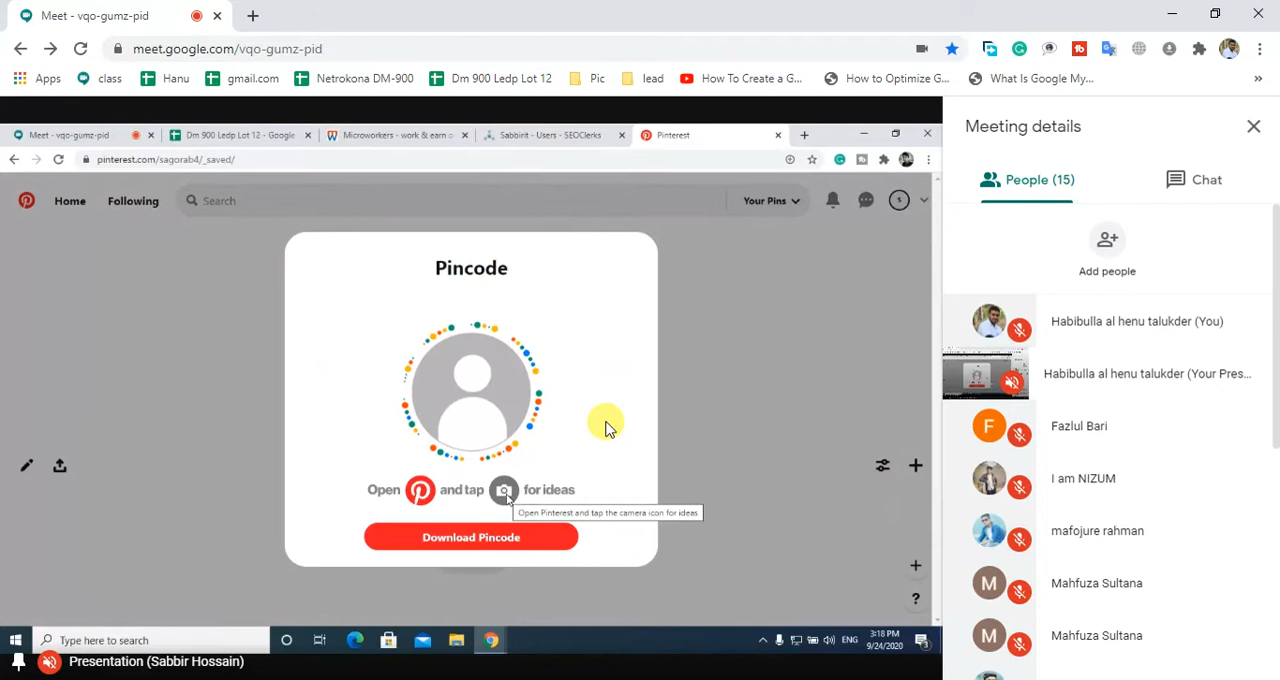 Meet - vqo-gumz-pid
meet.google.com/vqo-gumz-pid
Apps class Hanu gmail.com Netrokona DM-900 Dm 900 Ledp Lot 12 Pic lead How To Create a G... How to Optimize G... What Is Google My... »
Meet - vqo-gumz-pid Dm 900 Ledp Lot 12 - Google Microworkers - work & earn Sabbirit - Users - SEOClerks Pinterest
pinterest.com/sagorab4/_saved/
Home Following Search Your Pins
Pincode
Open and tap for ideas
Open Pinterest and tap the camera icon for ideas
Download Pincode
?
Type here to search
ENG 3:18 PM
9/24/2020
3
Presentation (Sabbir Hossain)
Meeting details
People (15) Chat
Add people
Habibulla al henu talukder (You)
Habibulla al henu talukder (Your Pres...
F Fazlul Bari
I am NIZUM
mafojure rahman
M Mahfuza Sultana
M Mahfuza Sultana